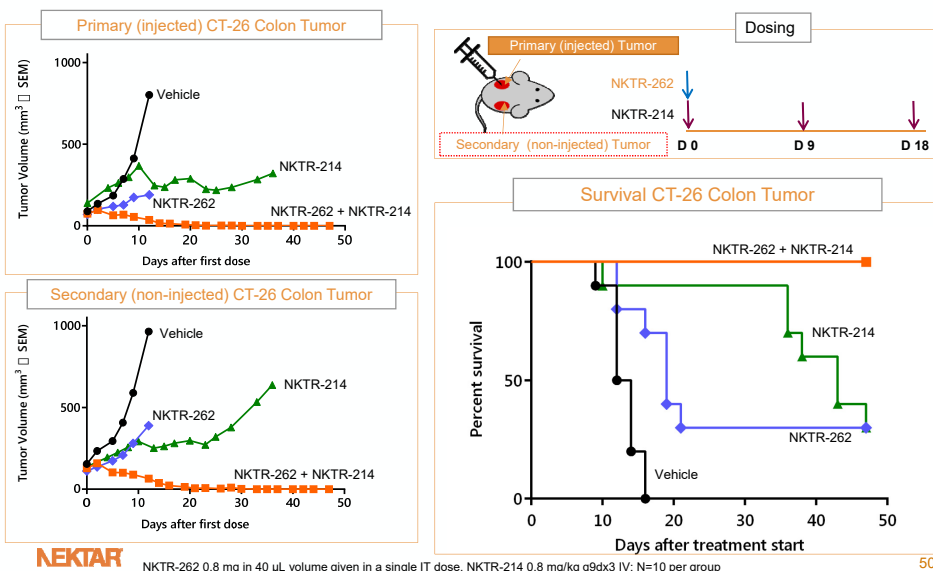 Primary (injected) CT-26 Colon Tumor
Tumor Volume (mm3 □ SEM)
1000
500
0
Vehicle
NKTR-214
NKTR-262
NKTR-262 + NKTR-214
0 10 20 30 40 50
Days after first dose
Secondary (non-injected) CT-26 Colon Tumor
Tumor Volume (mm3 □ SEM)
1000
500
0
Vehicle
NKTR-214
NKTR-262
NKTR-262 + NKTR-214
0 10 20 30 40 50
Days after first dose
Dosing
Primary (injected) Tumor
Secondary (non-injected) Tumor
NKTR-262
NKTR-214
D 0 D 9 D 18
Survival CT-26 Colon Tumor
Percent survival
100
50
0
NKTR-262 + NKTR-214
NKTR-214
NKTR-262
Vehicle
0 10 20 30 40 50
Days after treatment start
NEKTAR
NKTR-262 0.8 mg in 40 uL volume given in a single IT dose. NKTR-214 0.8 mg/kg q9dx3 IV; N=10 per group
50